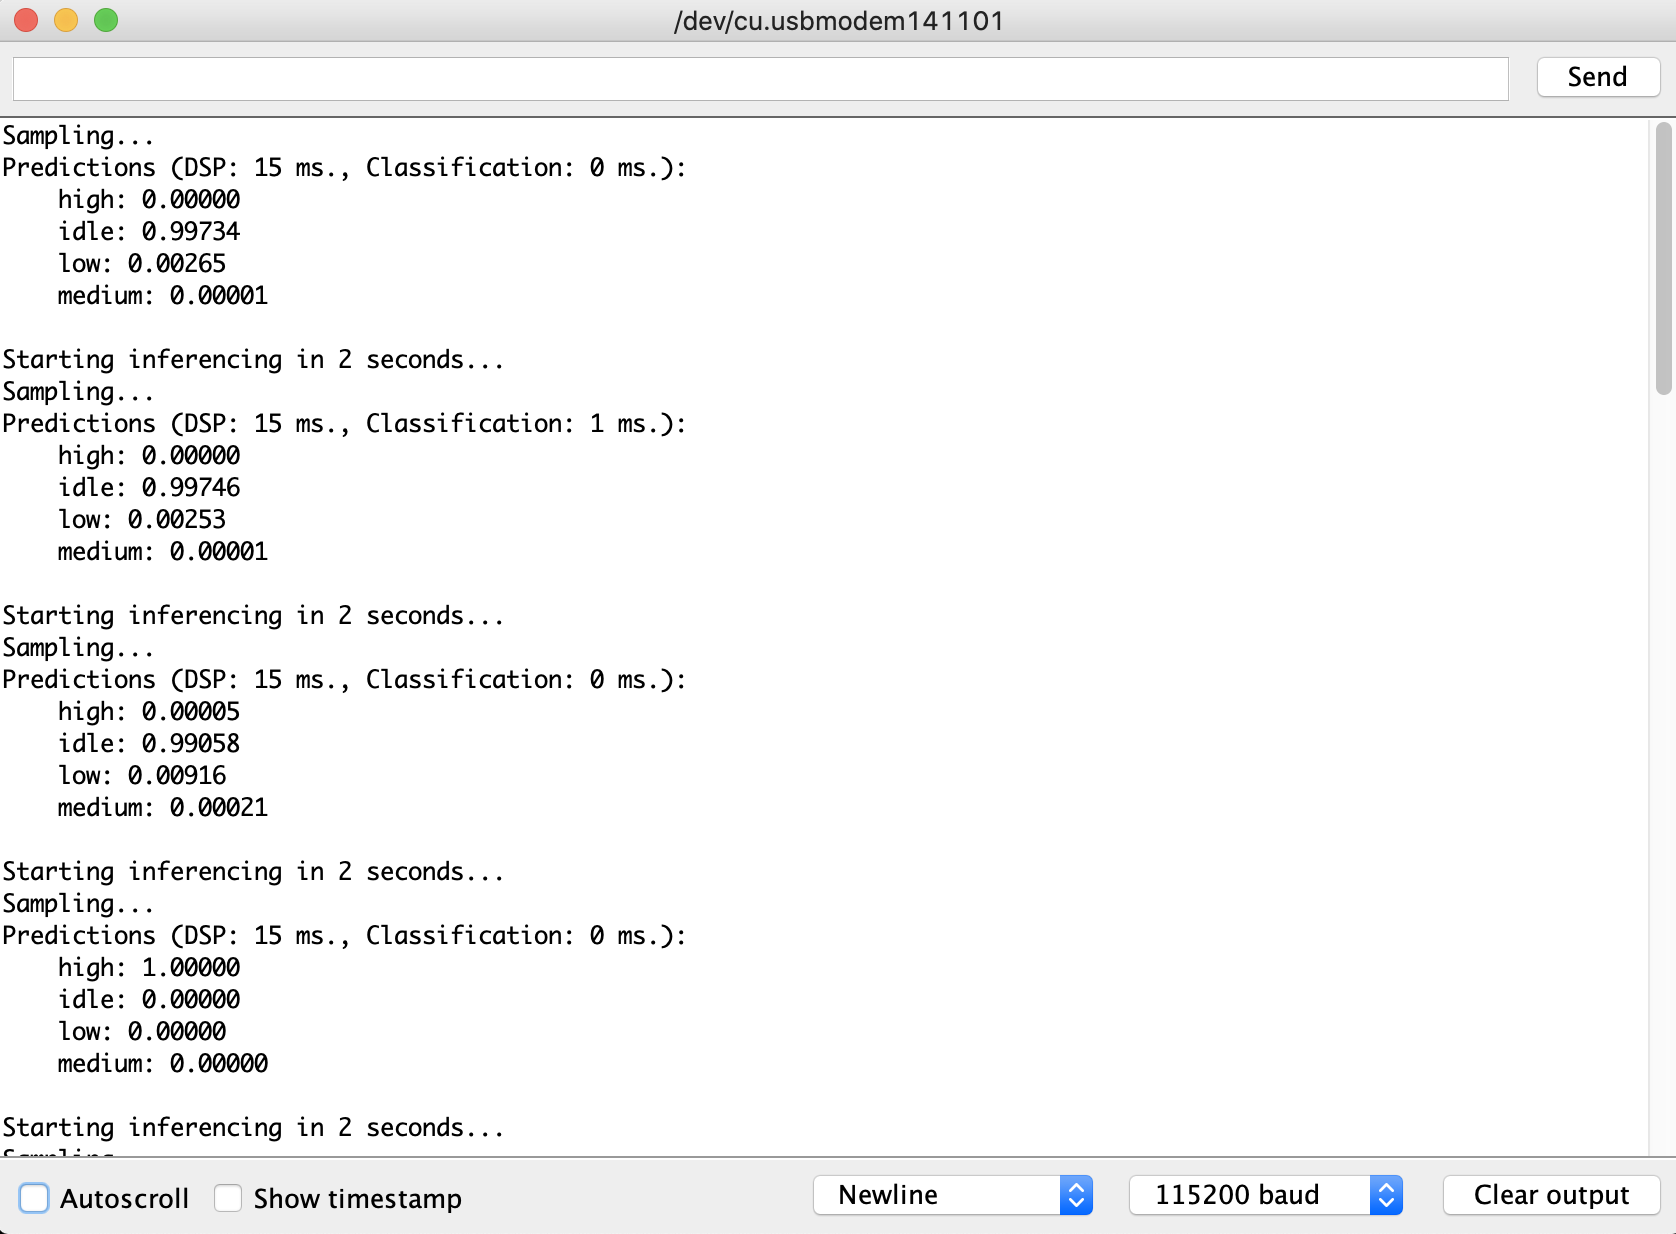 /dev/cu.usbmodem141101
Send
Sampling...
Predictions (DSP: 15 ms., Classification: 0 ms.):
high: 0.00000
idle: 0.99734
low: 0.00265
medium: 0.00001
Starting inferencing in 2 seconds...
Sampling...
Predictions (DSP: 15 ms., Classification: 1 ms.):
high: 0.00000
idle: 0.99746
low: 0.00253
medium: 0.00001
Starting inferencing in 2 seconds...
Sampling...
Predictions (DSP: 15 ms., Classification: 0 ms.):
high: 0.00005
idle: 0.99058
low: 0.00916
medium: 0.00021
Starting inferencing in 2 seconds...
Sampling...
Predictions (DSP: 15 ms., Classification: 0 ms.):
high: 1.00000
idle: 0.00000
low: 0.00000
medium: 0.00000
Starting inferencing in 2 seconds...
Sampling
Autoscroll Show timestamp Newline 115200 baud Clear output